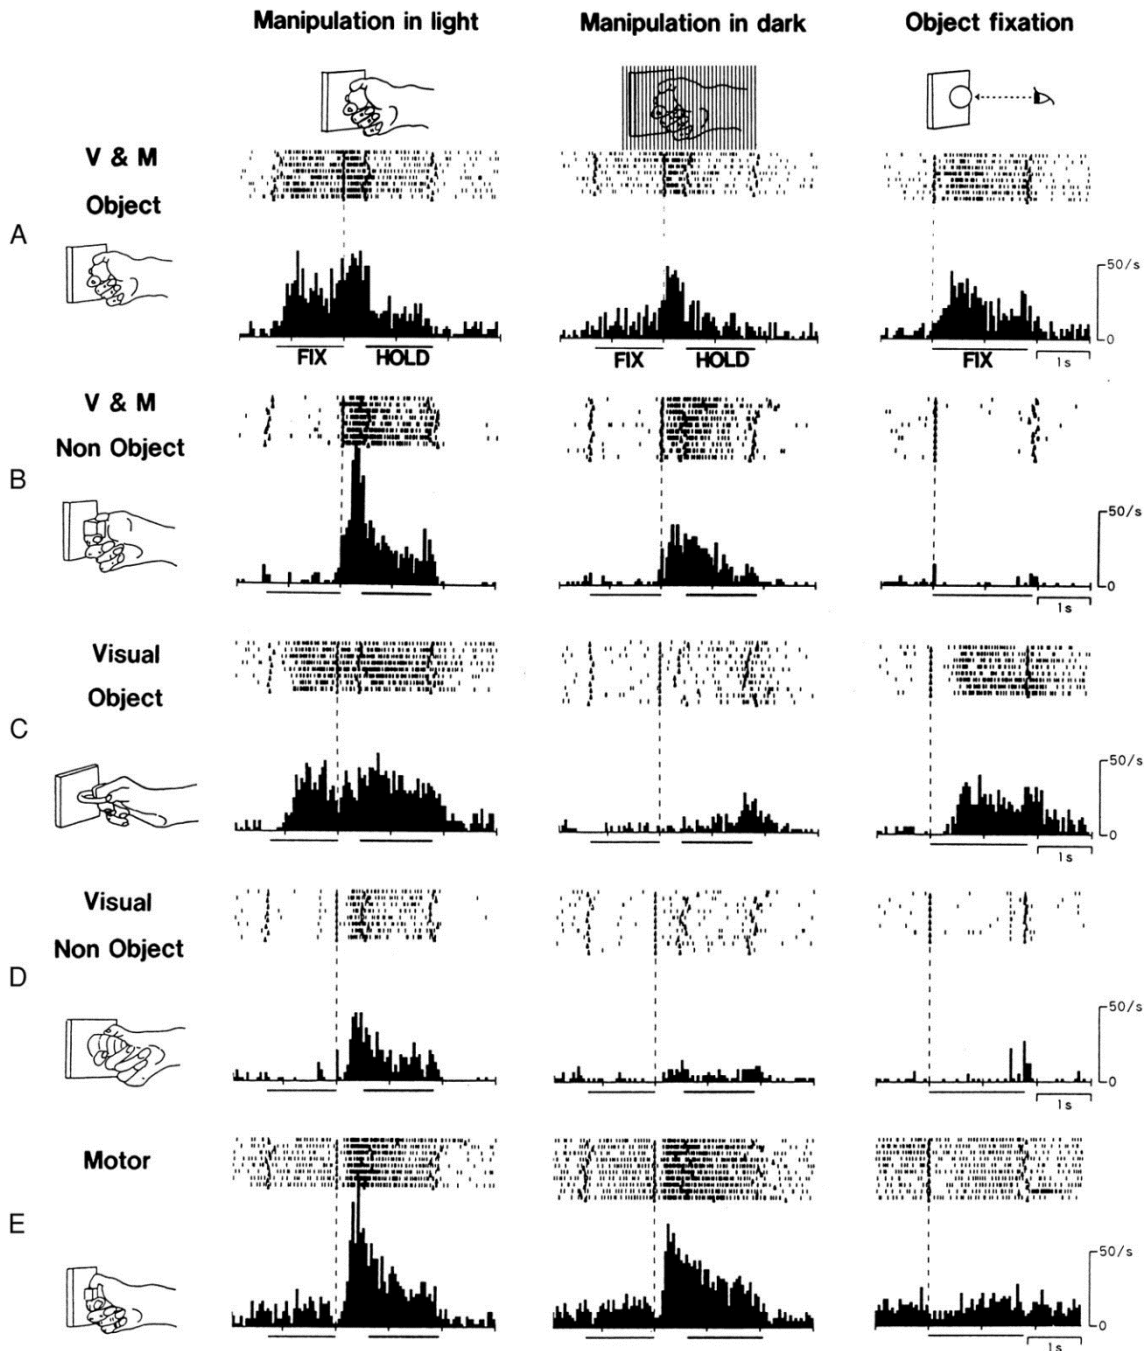 Manipulation in light
Manipulation in dark
Object fixation
V & M
Object
A
50/s
0
FIX
HOLD
FIX
HOLD
FIX
1s
V & M
Non Object
B
50/s
0
1s
Visual
Object
C
50/s
0
1s
Visual
Non Object
D
50/s
0
1s
Motor
E
50/s
0
1s